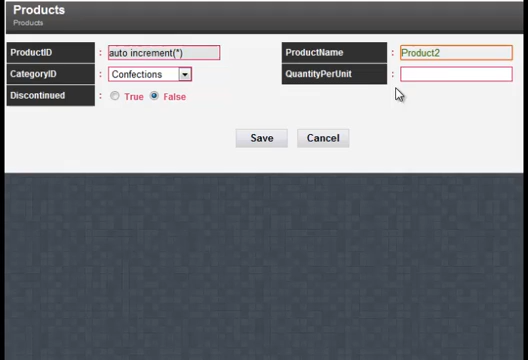 Products
Products
ProductID : auto increment(*) ProductName : Product2
CategoryID : Confections QuantityPerUnit :
Discontinued : True False
Save Cancel